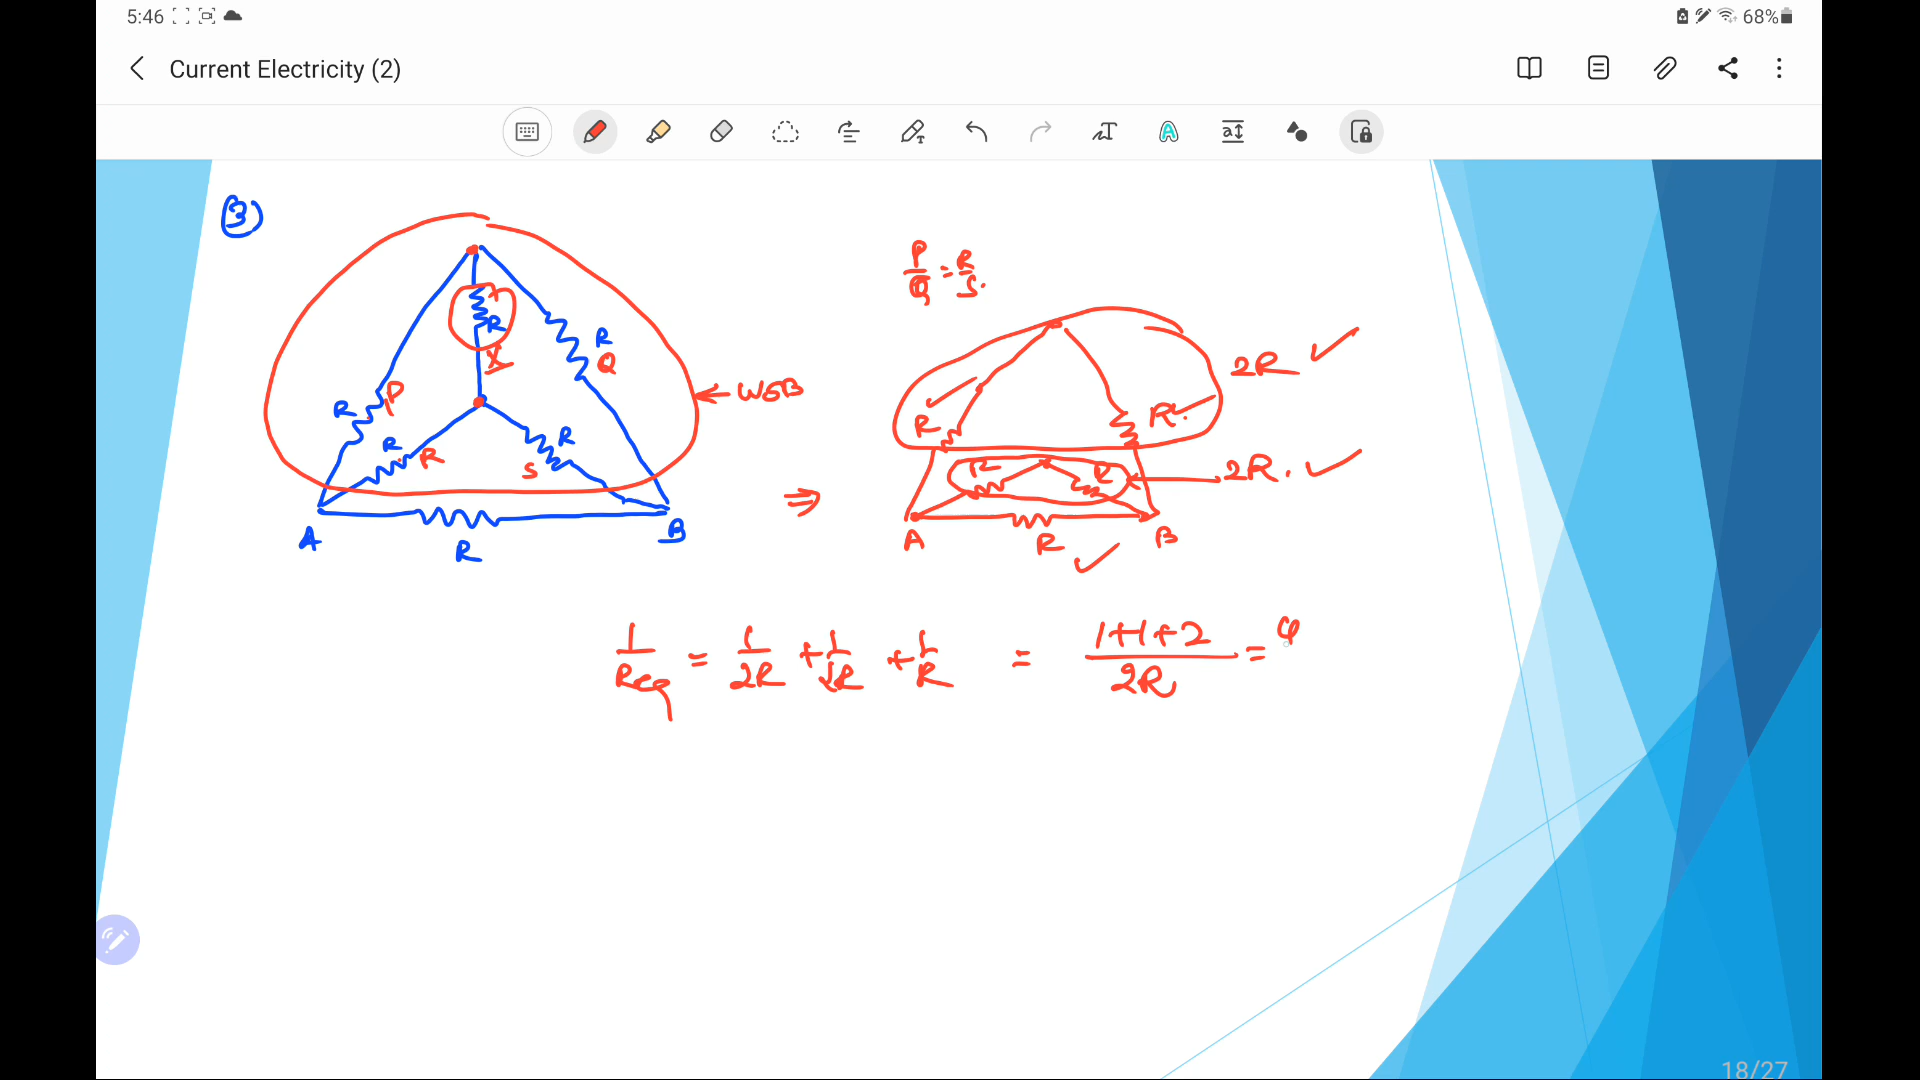 5:46 68%
Current Electricity (2)
(3)
P/Q = R/S.
R
R Q
X
R P
R R
R S
← WSB
2R ✓
R
R.
R R
2R. ✓
⇒
A R B
A R ✓ B
1/Req = 1/2R + 1/2R + 1/R = 1+1+2/2R = 4
18/27